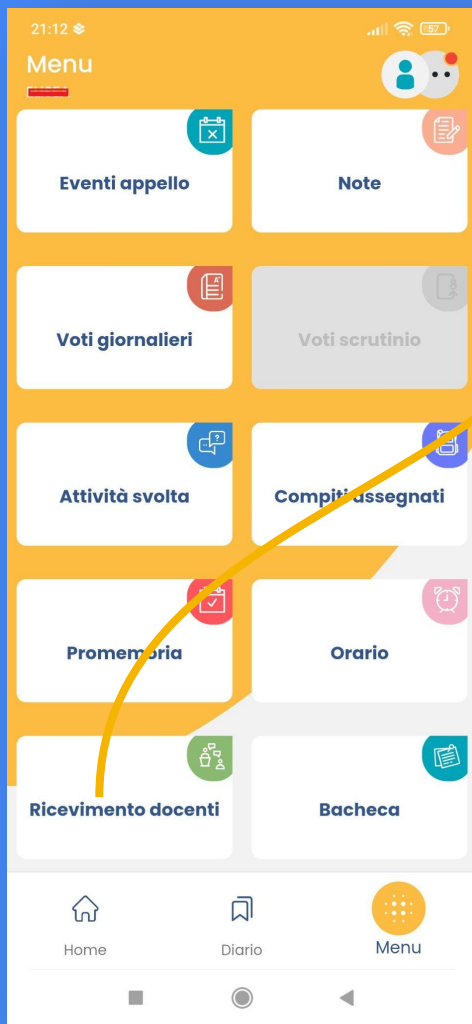 21:12
57
Menu
Eventi appello
Note
Voti giornalieri
Voti scrutinio
Attività svolta
Compiti assegnati
Promemoria
Orario
Ricevimento docenti
Bacheca
Home
Diario
Menu